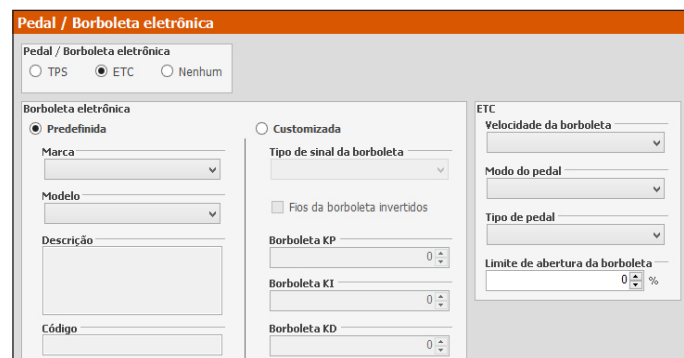 Pedal / Borboleta eletrônica
Pedal / Borboleta eletrônica
TPS ETC Nenhum
Borboleta eletrônica
Predefinida
Marca
Modelo
Descrição
Código
Customizada
Tipo de sinal da borboleta
Fios da borboleta invertidos
Borboleta KP
0
Borboleta KI
0
Borboleta KD
0
ETC
Velocidade da borboleta
Modo do pedal
Tipo de pedal
Limite de abertura da borboleta
0 %